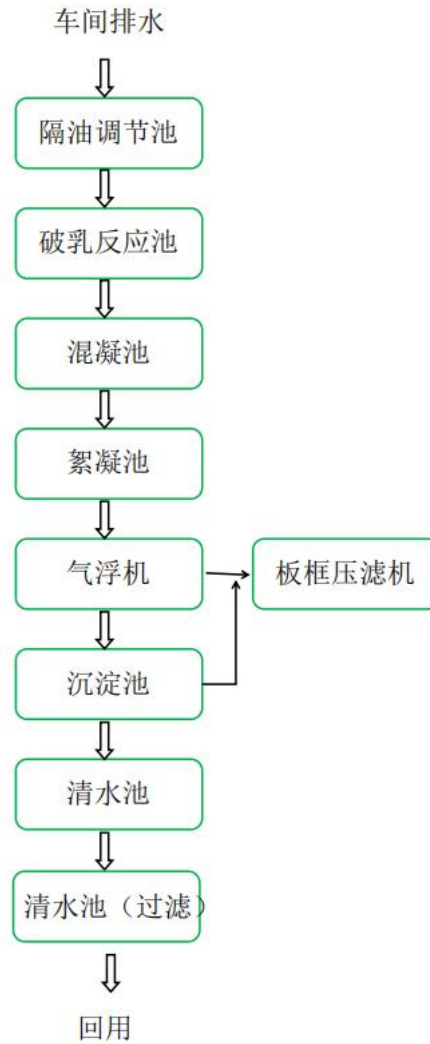 车间排水
隔油调节池
破乳反应池
混凝池
絮凝池
气浮机
板框压滤机
沉淀池
清水池
清水池（过滤）
回用